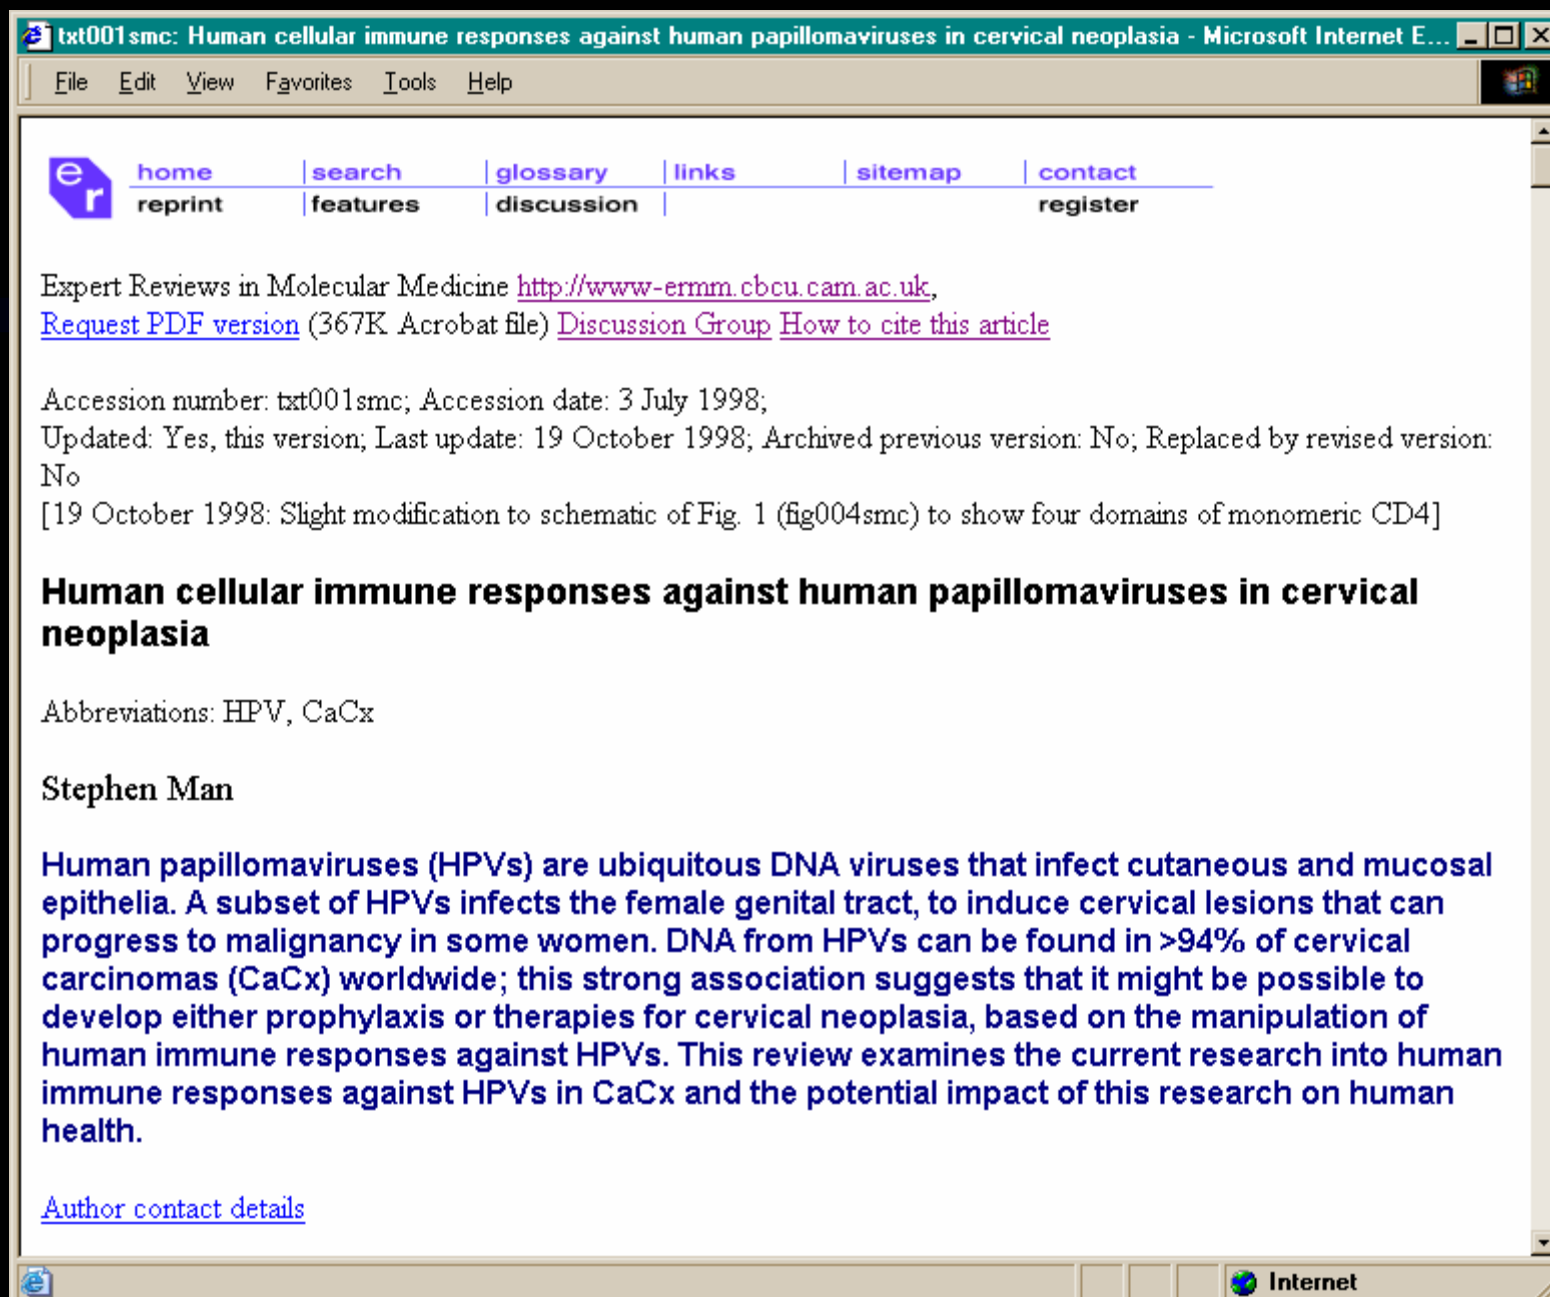 txt001smc: Human cellular immune responses against human papillomaviruses in cervical neoplasia - Microsoft Internet E...
File Edit View Favorites Tools Help
er
home search glossary links sitemap contact
reprint features discussion register
Expert Reviews in Molecular Medicine http://www-ermm.cbcu.cam.ac.uk,
Request PDF version (367K Acrobat file) Discussion Group How to cite this article
Accession number: txt001smc; Accession date: 3 July 1998;
Updated: Yes, this version; Last update: 19 October 1998; Archived previous version: No; Replaced by revised version:
No
[19 October 1998: Slight modification to schematic of Fig. 1 (fig004smc) to show four domains of monomeric CD4]
Human cellular immune responses against human papillomaviruses in cervical
neoplasia
Abbreviations: HPV, CaCx
Stephen Man
Human papillomaviruses (HPVs) are ubiquitous DNA viruses that infect cutaneous and mucosal
epithelia. A subset of HPVs infects the female genital tract, to induce cervical lesions that can
progress to malignancy in some women. DNA from HPVs can be found in >94% of cervical
carcinomas (CaCx) worldwide; this strong association suggests that it might be possible to
develop either prophylaxis or therapies for cervical neoplasia, based on the manipulation of
human immune responses against HPVs. This review examines the current research into human
immune responses against HPVs in CaCx and the potential impact of this research on human
health.
Author contact details
Internet